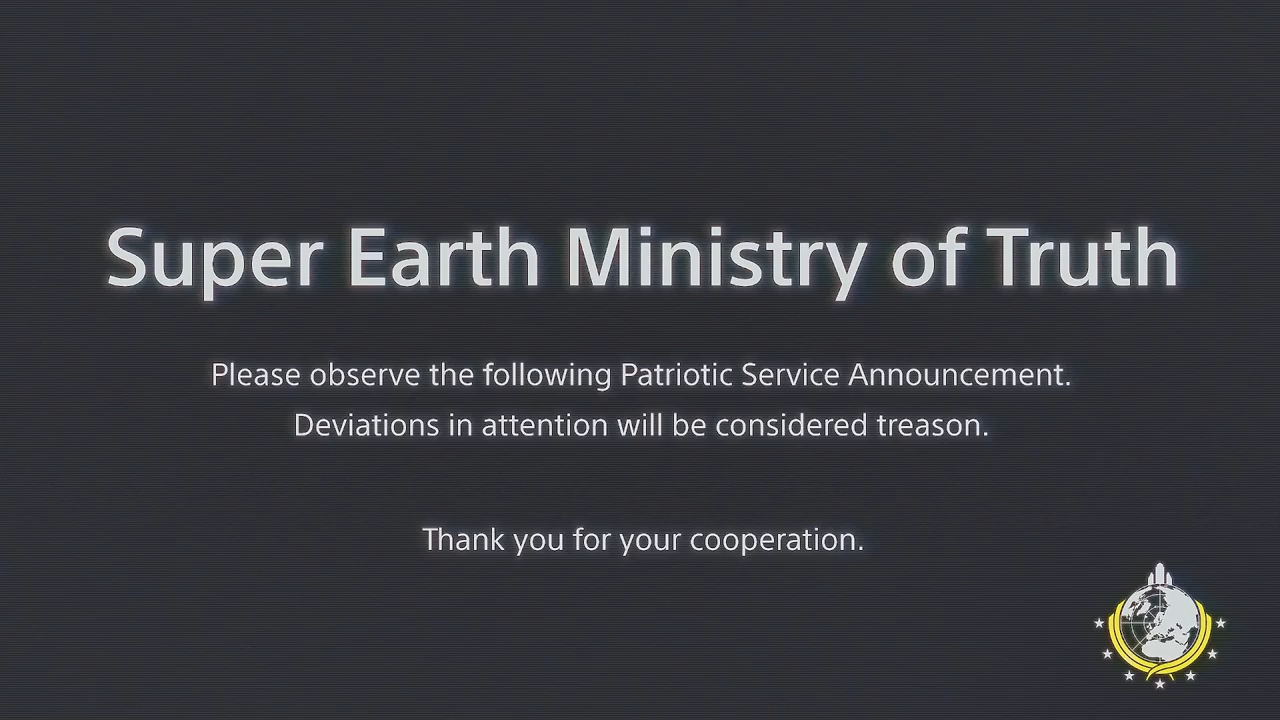 Super Earth Ministry of Truth
Please observe the following Patriotic Service Announcement.
Deviations in attention will be considered treason.
Thank you for your cooperation.